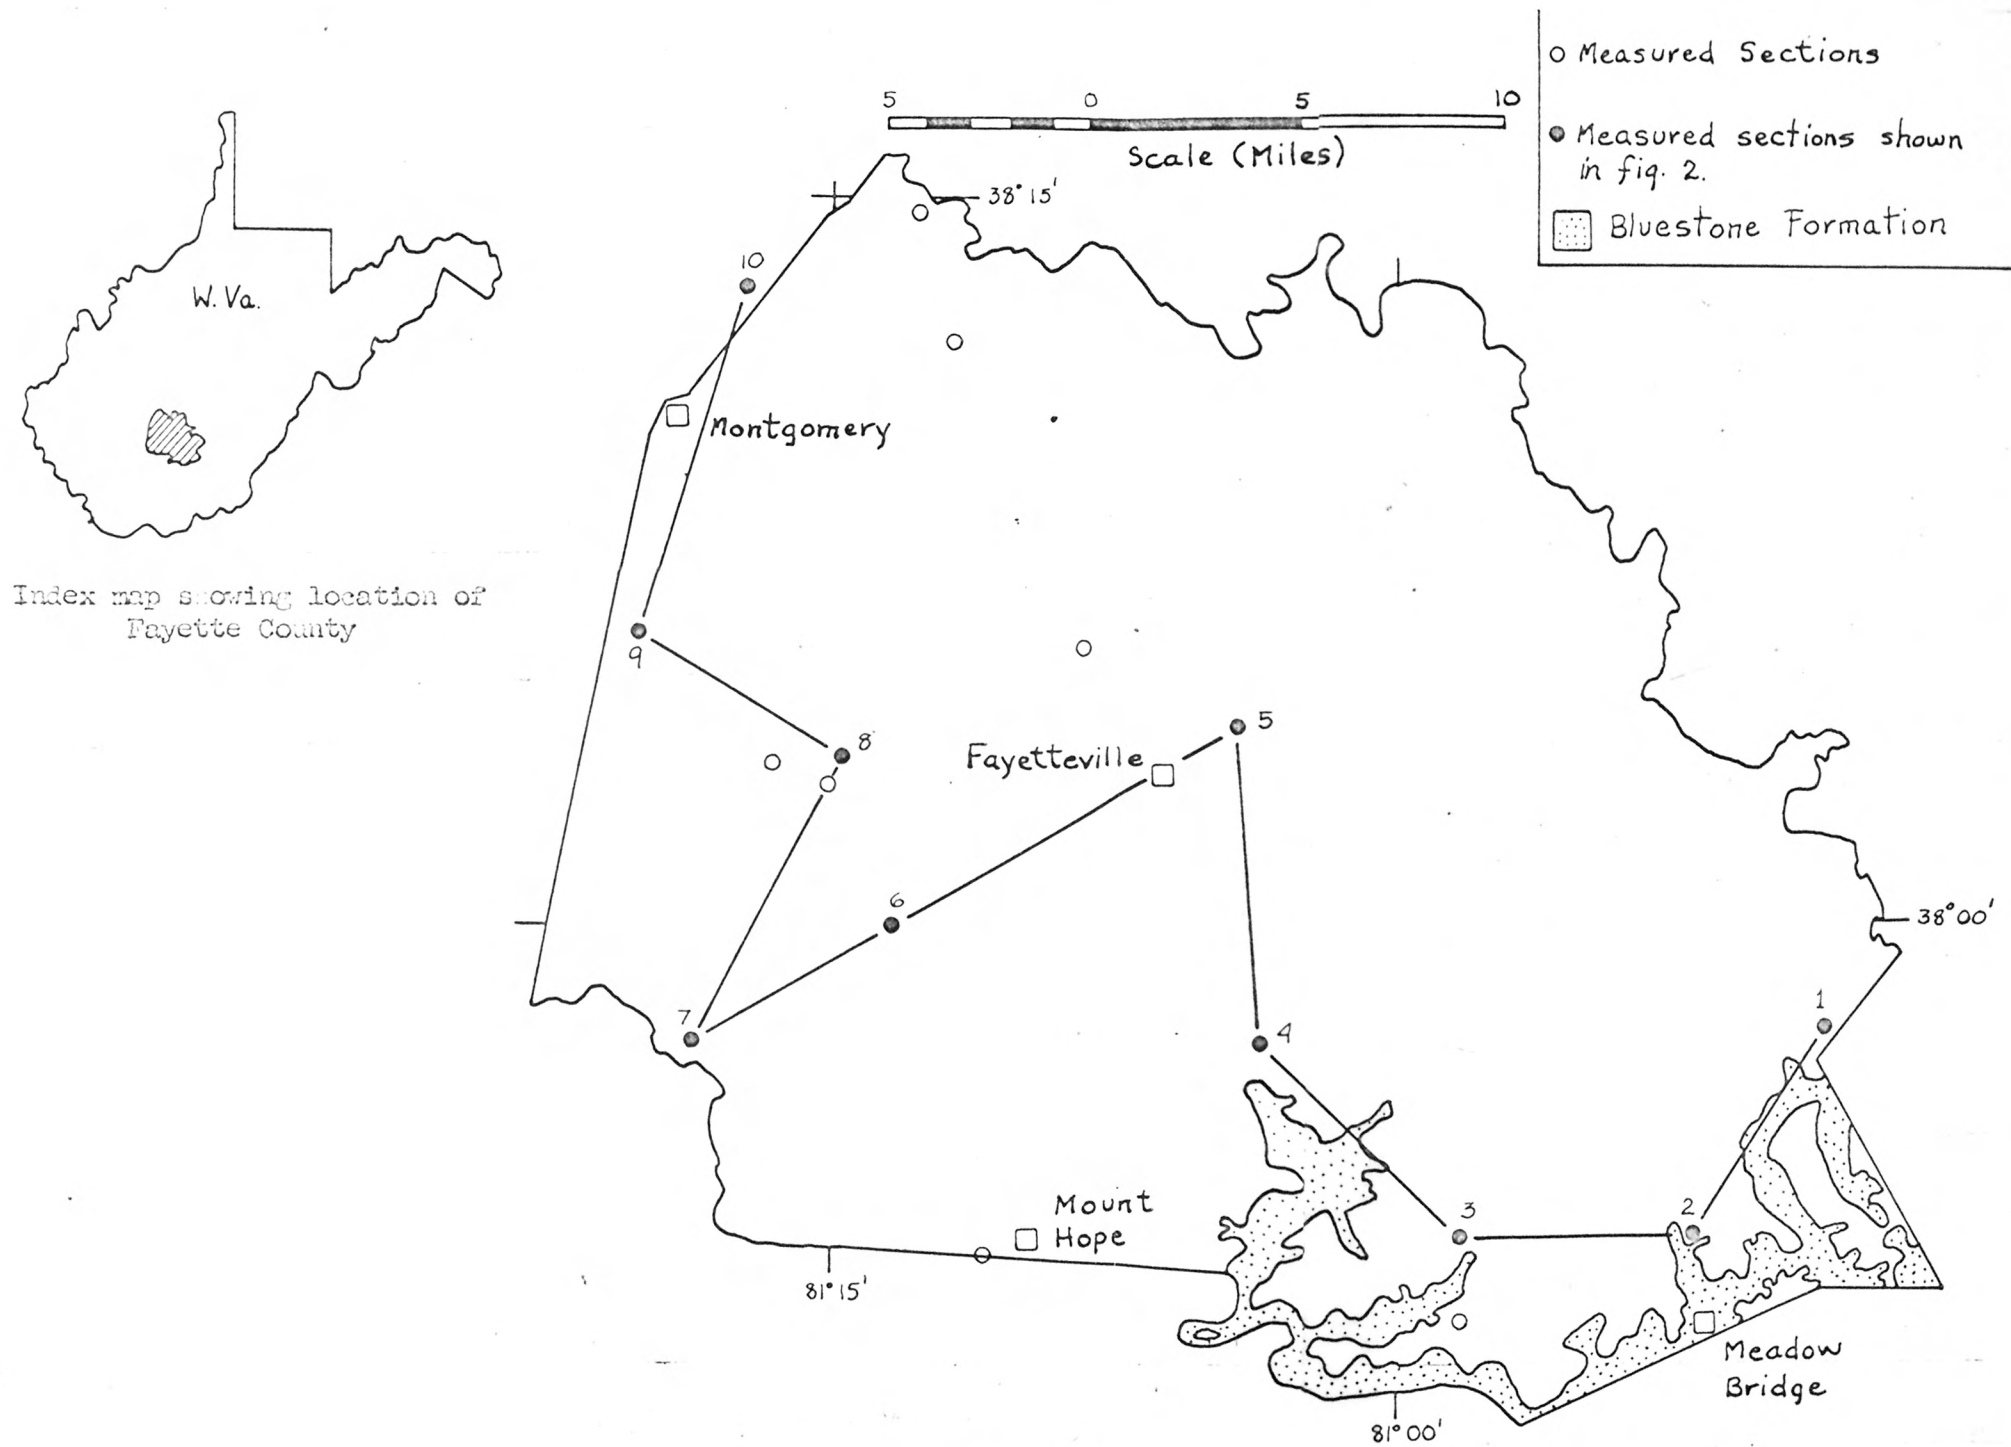 Measured Sections
Measured sections shown
in fig. 2.
Bluestone Formation
5 0 5 10
Scale (Miles)
38°15'
W. Va.
Index map showing location of
Fayette County
10
Montgomery
9
8
5
Fayetteville
6
38°00'
7
4
1
Mount
Hope
3
2
81°15'
Meadow
Bridge
81°00'